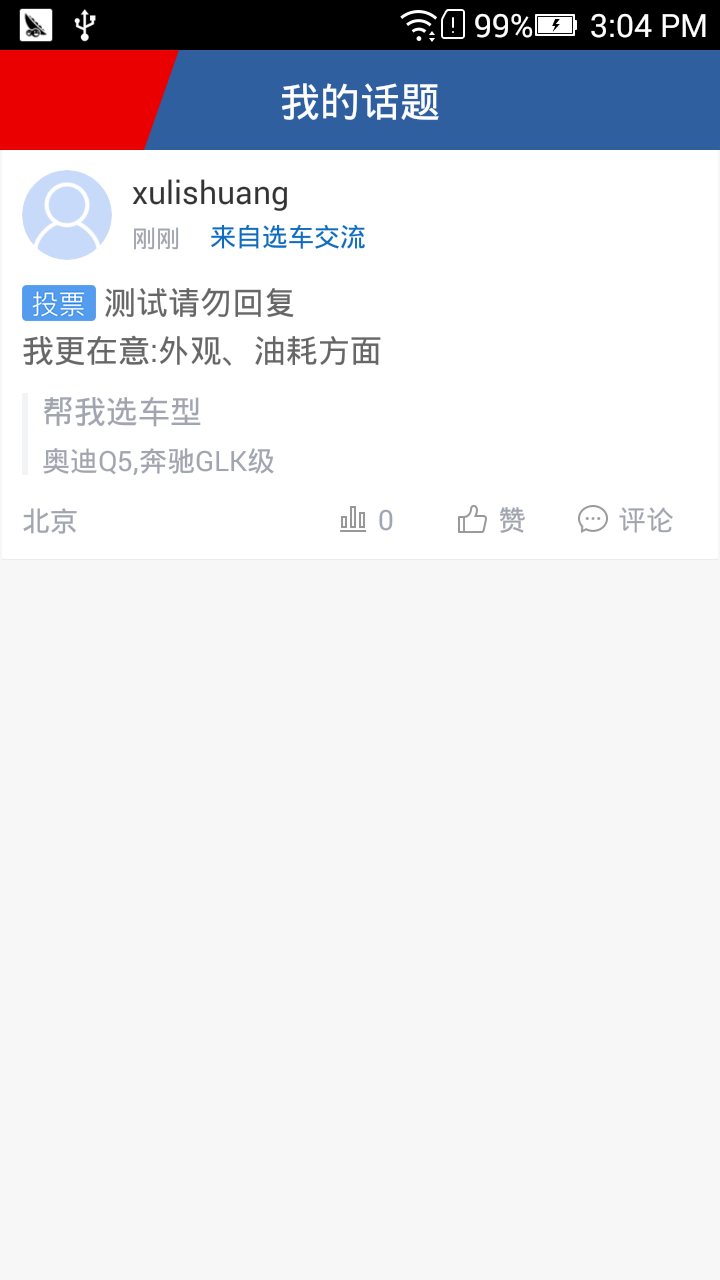 99% 3:04 PM
我的话题
xulishuang
刚刚 来自选车交流
投票 测试请勿回复
我更在意:外观、油耗方面
帮我选车型
奥迪Q5,奔驰GLK级
北京 0 赞 评论